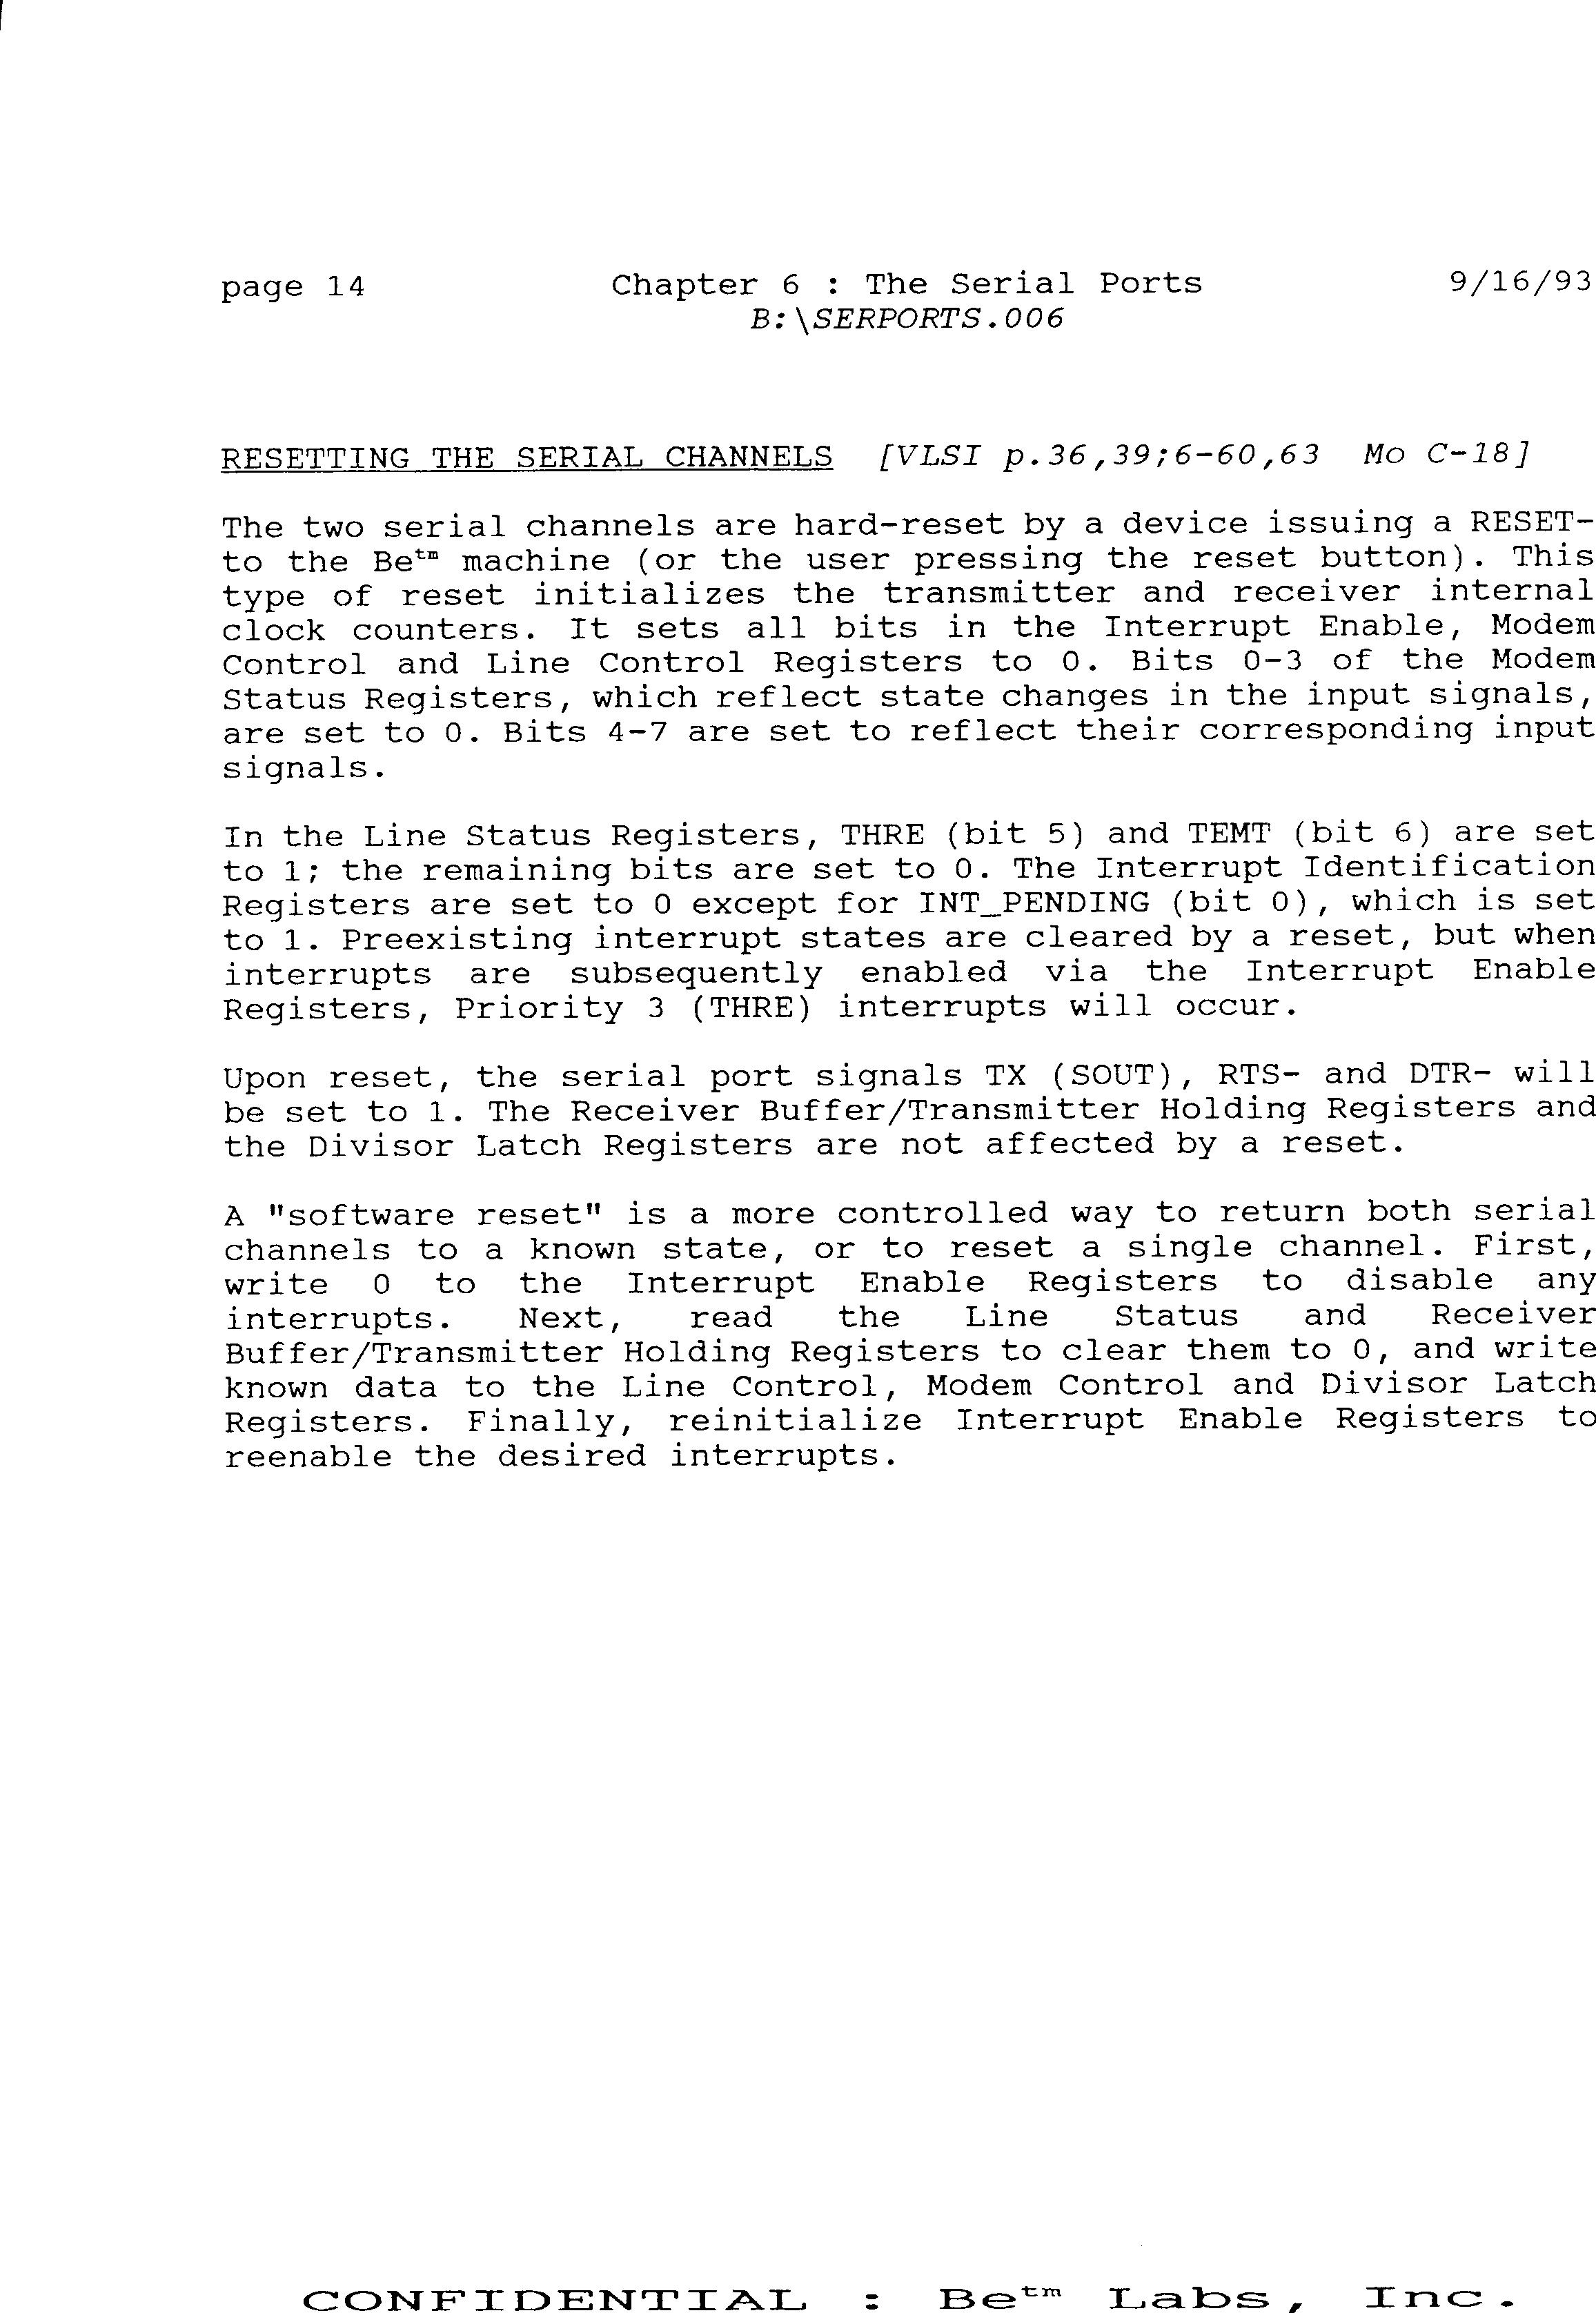 page 14 Chapter 6 : The Serial Ports 9/16/93
B:\SERPORTS.006
RESETTING THE SERIAL CHANNELS [VLSI p.36,39;6-60,63 Mo C-18]
The two serial channels are hard-reset by a device issuing a RESET-
to the Be™ machine (or the user pressing the reset button). This
type of reset initializes the transmitter and receiver internal
clock counters. It sets all bits in the Interrupt Enable, Modem
Control and Line Control Registers to 0. Bits 0-3 of the Modem
Status Registers, which reflect state changes in the input signals,
are set to 0. Bits 4-7 are set to reflect their corresponding input
signals.
In the Line Status Registers, THRE (bit 5) and TEMT (bit 6) are set
to 1; the remaining bits are set to 0. The Interrupt Identification
Registers are set to 0 except for INT_PENDING (bit 0), which is set
to 1. Preexisting interrupt states are cleared by a reset, but when
interrupts are subsequently enabled via the Interrupt Enable
Registers, Priority 3 (THRE) interrupts will occur.
Upon reset, the serial port signals TX (SOUT), RTS- and DTR- will
be set to 1. The Receiver Buffer/Transmitter Holding Registers and
the Divisor Latch Registers are not affected by a reset.
A "software reset" is a more controlled way to return both serial
channels to a known state, or to reset a single channel. First,
write 0 to the Interrupt Enable Registers to disable any
interrupts. Next, read the Line Status and Receiver
Buffer/Transmitter Holding Registers to clear them to 0, and write
known data to the Line Control, Modem Control and Divisor Latch
Registers. Finally, reinitialize Interrupt Enable Registers to
reenable the desired interrupts.
CONFIDENTIAL : Be™ Labs, Inc.